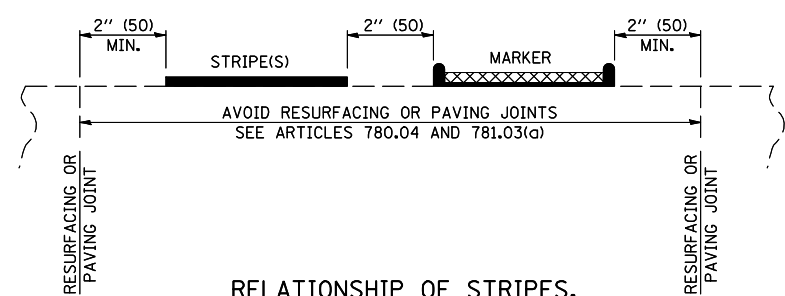 2" (50)
MIN.
2" (50)
2" (50)
MIN.
STRIPE(S)
MARKER
AVOID RESURFACING OR PAVING JOINTS
SEE ARTICLES 780.04 AND 781.03(a)
RESURFACING OR
PAVING JOINT
RESURFACING OR
PAVING JOINT
RELATIONSHIP OF STRIPES,